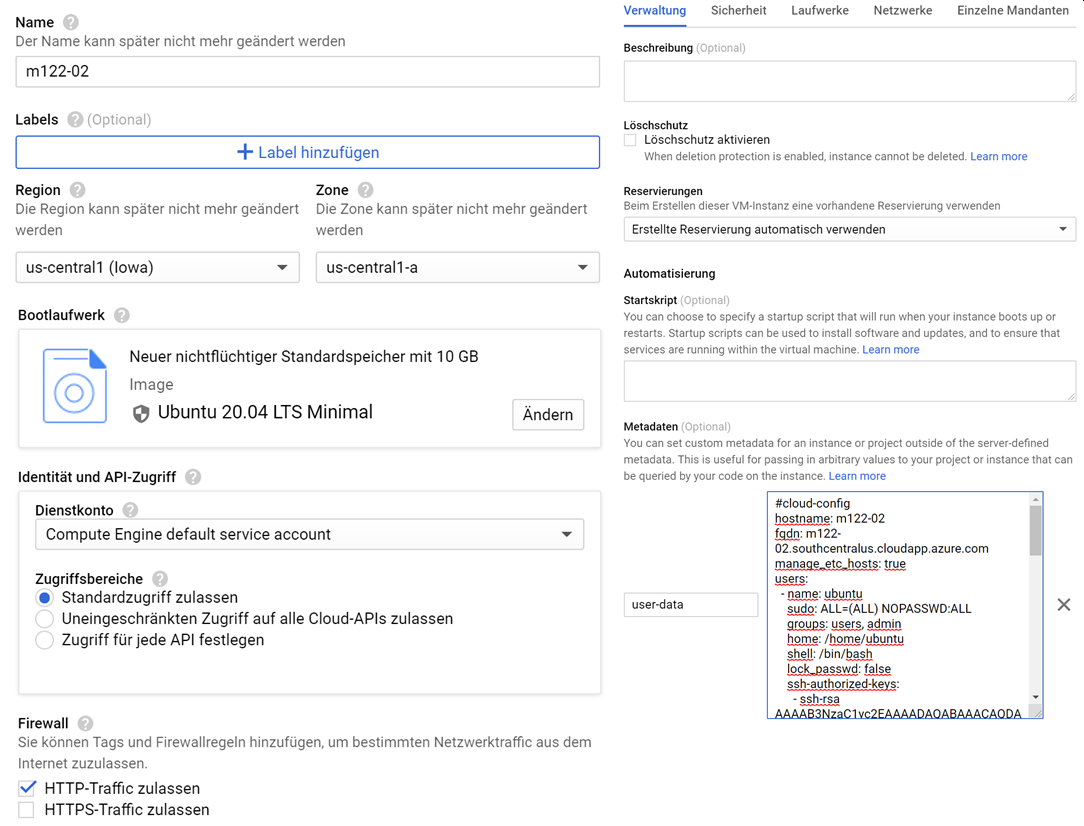 Name
Der Name kann später nicht mehr geändert werden
m122-02
Labels (Optional)
+ Label hinzufügen
Region
Die Region kann später nicht mehr geändert
werden
us-central1 (Iowa)
Zone
Die Zone kann später nicht mehr geändert
werden
us-central1-a
Bootlaufwerk
Neuer nichtflüchtiger Standardspeicher mit 10 GB
Image
Ubuntu 20.04 LTS Minimal
Ändern
Identität und API-Zugriff
Dienstkonto
Compute Engine default service account
Zugriffsbereiche
Standardzugriff zulassen
Uneingeschränkten Zugriff auf alle Cloud-APIs zulassen
Zugriff für jede API festlegen
Firewall
Sie können Tags und Firewallregeln hinzufügen, um bestimmten Netzwerktraffic aus dem
Internet zuzulassen.
HTTP-Traffic zulassen
HTTPS-Traffic zulassen
Verwaltung Sicherheit Laufwerke Netzwerke Einzelne Mandanten
Beschreibung (Optional)
Löschschutz
Löschschutz aktivieren
When deletion protection is enabled, instance cannot be deleted. Learn more
Reservierungen
Beim Erstellen dieser VM-Instanz eine vorhandene Reservierung verwenden
Erstellte Reservierung automatisch verwenden
Automatisierung
Startskript (Optional)
You can choose to specify a startup script that will run when your instance boots up or
restarts. Startup scripts can be used to install software and updates, and to ensure that
services are running within the virtual machine. Learn more
Metadaten (Optional)
You can set custom metadata for an instance or project outside of the server-defined
metadata. This is useful for passing in arbitrary values to your project or instance that can
be queried by your code on the instance. Learn more
user-data
#cloud-config
hostname: m122-02
fqdn: m122-
02.southcentralus.cloudapp.azure.com
manage_etc_hosts: true
users:
- name: ubuntu
sudo: ALL=(ALL) NOPASSWD:ALL
groups: users, admin
home: /home/ubuntu
shell: /bin/bash
lock_passwd: false
ssh-authorized-keys:
- ssh-rsa
AAAAB3NzaC1yc2EAAAADAQABAAACAQDA